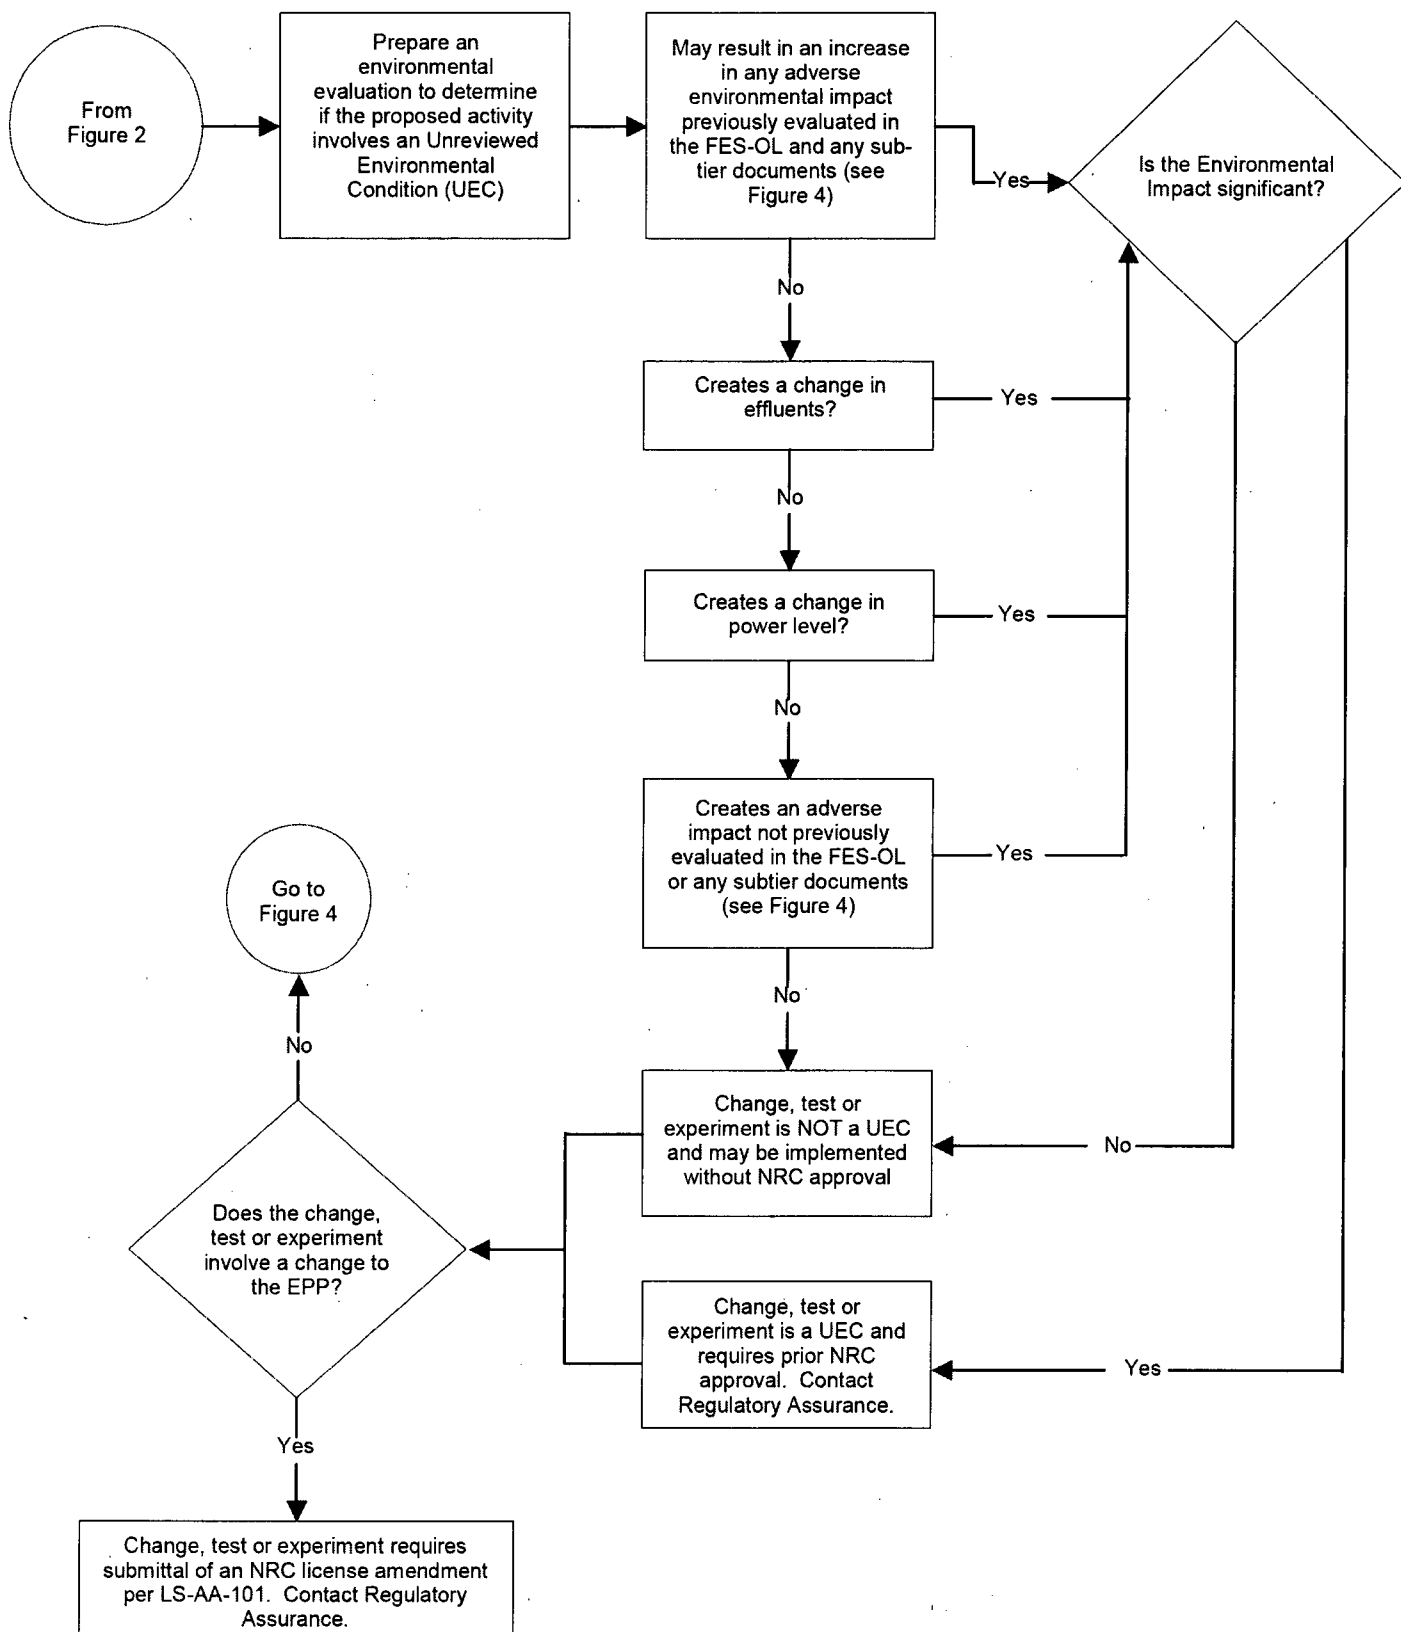 From
Figure 2
Prepare an
environmental
evaluation to determine
if the proposed activity
involves an Unreviewed
Environmental
Condition (UEC)
May result in an increase
in any adverse
environmental impact
previously evaluated in
the FES-OL and any sub-
tier documents (see
Figure 4)
Yes
Is the Environmental
Impact significant?
No
Creates a change in
effluents?
Yes
No
Creates a change in
power level?
Yes
No
Creates an adverse
impact not previously
evaluated in the FES-OL
or any subtier documents
(see Figure 4)
Yes
Go to
Figure 4
No
No
Change, test or
experiment is NOT a UEC
and may be implemented
without NRC approval
No
Does the change,
test or experiment
involve a change to
the EPP?
Change, test or
experiment is a UEC and
requires prior NRC
approval. Contact
Regulatory Assurance.
Yes
Yes
Change, test or experiment requires
submittal of an NRC license amendment
per LS-AA-101. Contact Regulatory
Assurance.